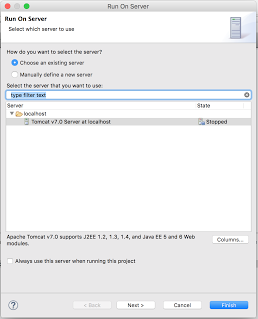 Run On Server
Run On Server
Select which server to use
How do you want to select the server?
Choose an existing server
Manually define a new server
Select the server that you want to use:
type filter text
Server State
localhost
Tomcat v7.0 Server at localhost Stopped
Apache Tomcat v7.0 supports J2EE 1.2, 1.3, 1.4, and Java EE 5 and 6 Web
modules.
Columns...
Always use this server when running this project
? < Back Next > Cancel Finish